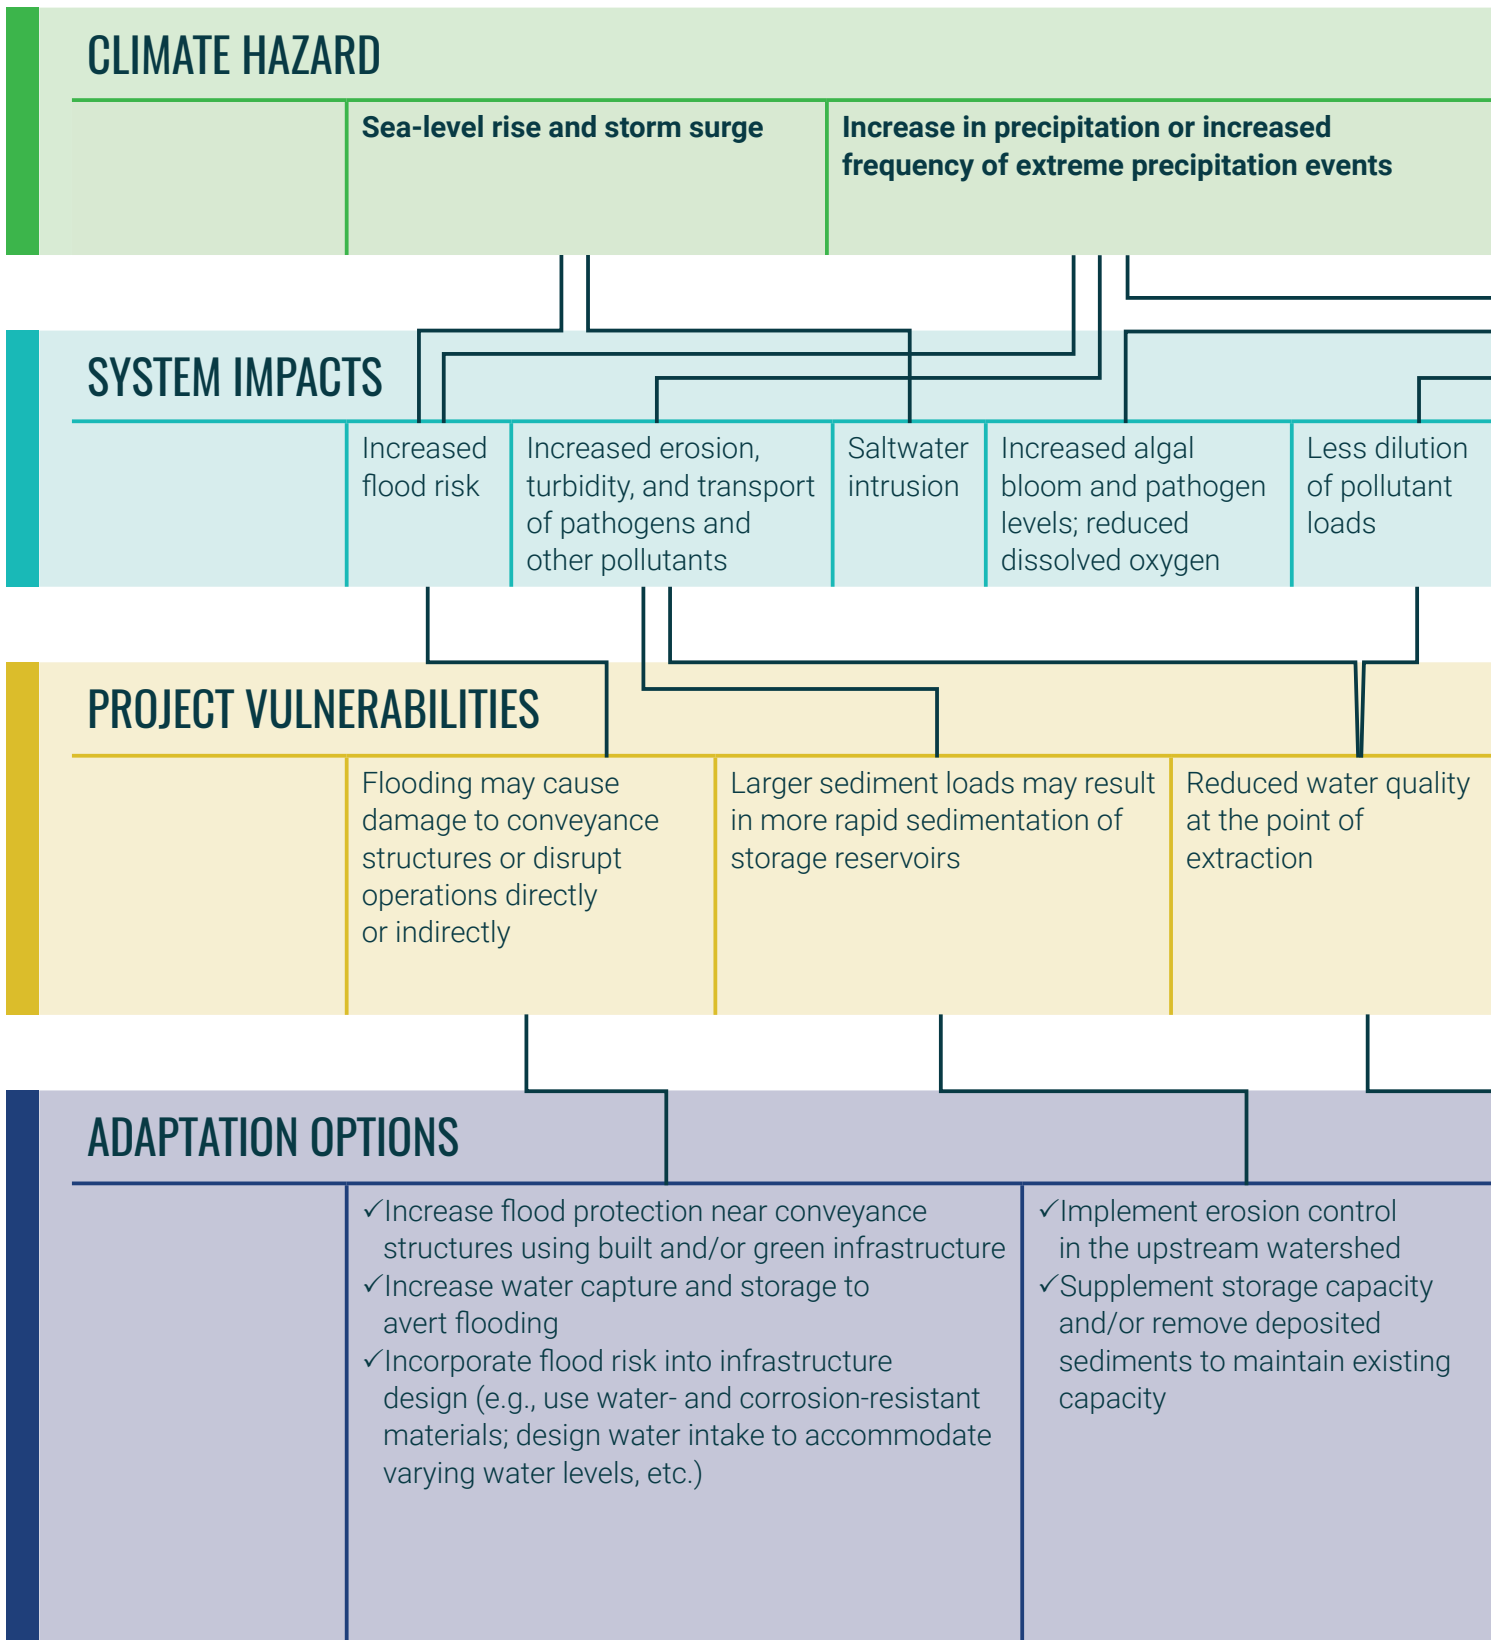 CLIMATE HAZARD
Sea-level rise and storm surge
Increase in precipitation or increased
frequency of extreme precipitation events
SYSTEM IMPACTS
Increased
flood risk
Increased erosion,
turbidity, and transport
of pathogens and
other pollutants
Saltwater
intrusion
Increased algal
bloom and pathogen
levels; reduced
dissolved oxygen
Less dilution
of pollutant
loads
PROJECT VULNERABILITIES
Flooding may cause
damage to conveyance
structures or disrupt
operations directly
or indirectly
Larger sediment loads may result
in more rapid sedimentation of
storage reservoirs
Reduced water quality
at the point of
extraction
ADAPTATION OPTIONS
✓Increase flood protection near conveyance
structures using built and/or green infrastructure
✓Increase water capture and storage to
avert flooding
✓Incorporate flood risk into infrastructure
design (e.g., use water- and corrosion-resistant
materials; design water intake to accommodate
varying water levels, etc.)
✓Implement erosion control
in the upstream watershed
✓Supplement storage capacity
and/or remove deposited
sediments to maintain existing
capacity